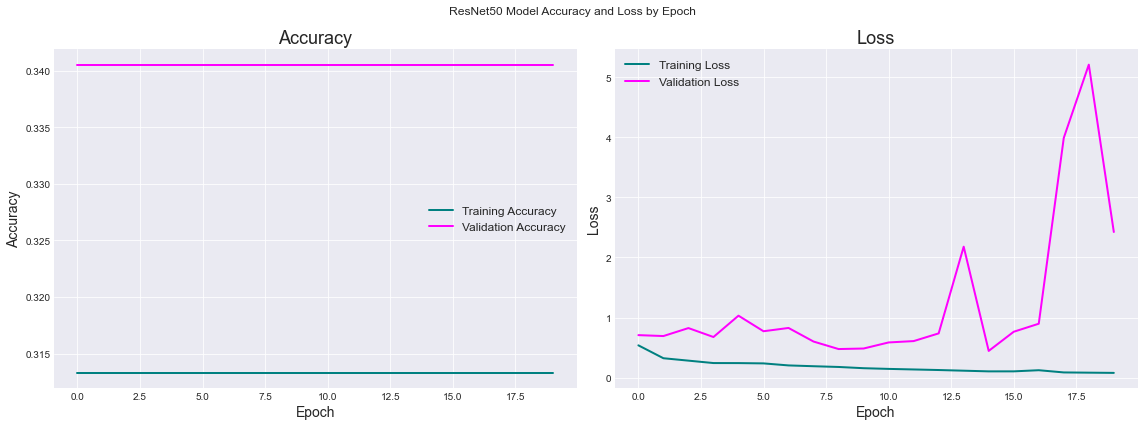 ResNet50 Model Accuracy and Loss by Epoch
Accuracy
Accuracy
0.340
0.335
0.330
0.325
0.320
0.315
Training Accuracy
Validation Accuracy
0.0 2.5 5.0 7.5 10.0 12.5 15.0 17.5
Epoch
Loss
Loss
5
4
3
2
1
0
Training Loss
Validation Loss
0.0 2.5 5.0 7.5 10.0 12.5 15.0 17.5
Epoch